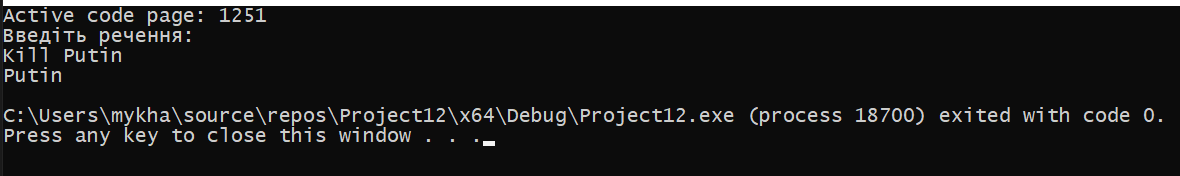 Active code page: 1251
Введіть речення:
Kill Putin
Putin
C:\Users\mykha\source\repos\Project12\x64\Debug\Project12.exe (process 18700) exited with code 0.
Press any key to close this window . . .